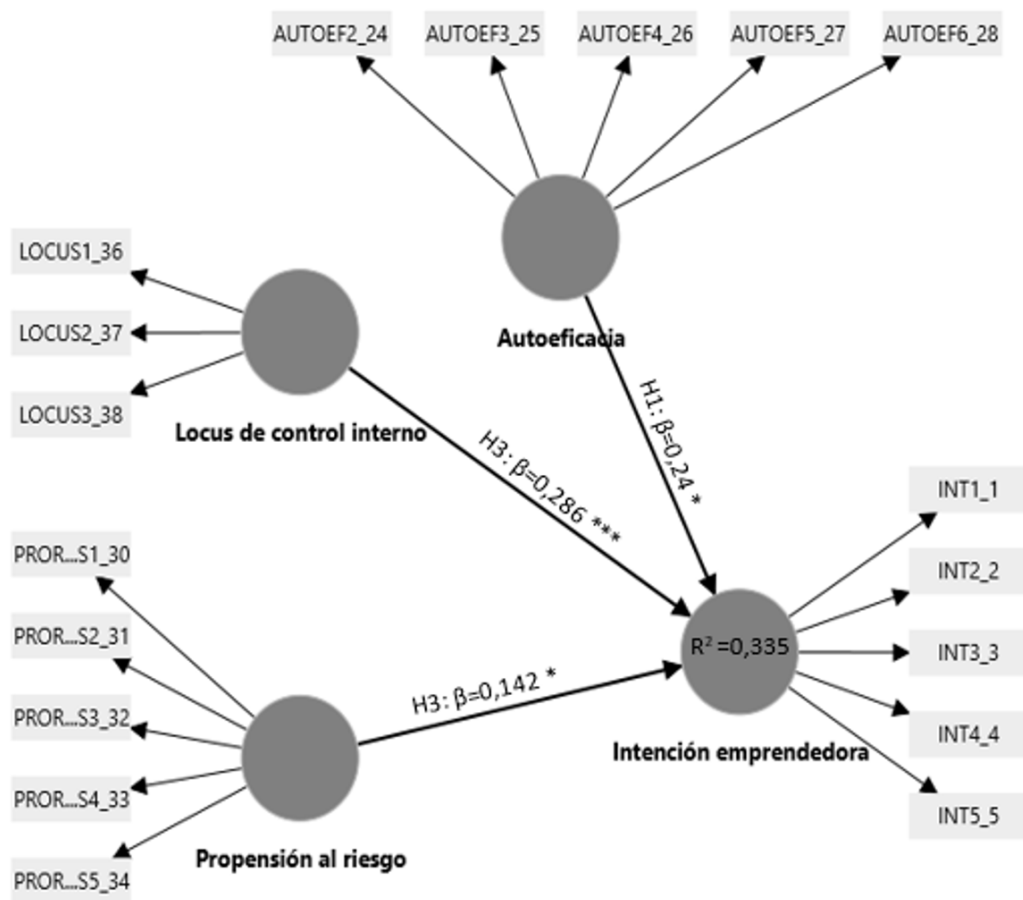 AUTOEF2_24
AUTOEF3_25
AUTOEF4_26
AUTOEF5_27
AUTOEF6_28
LOCUS1_36
LOCUS2_37
LOCUS3_38
Autoeficacia
Locus de control interno
H1: β=0,24 *
H3: β=0,286 ***
PROR...S1_30
PROR...S2_31
PROR...S3_32
PROR...S4_33
PROR...S5_34
H3: β=0,142 *
Propensión al riesgo
R² =0,335
Intención emprendedora
INT1_1
INT2_2
INT3_3
INT4_4
INT5_5